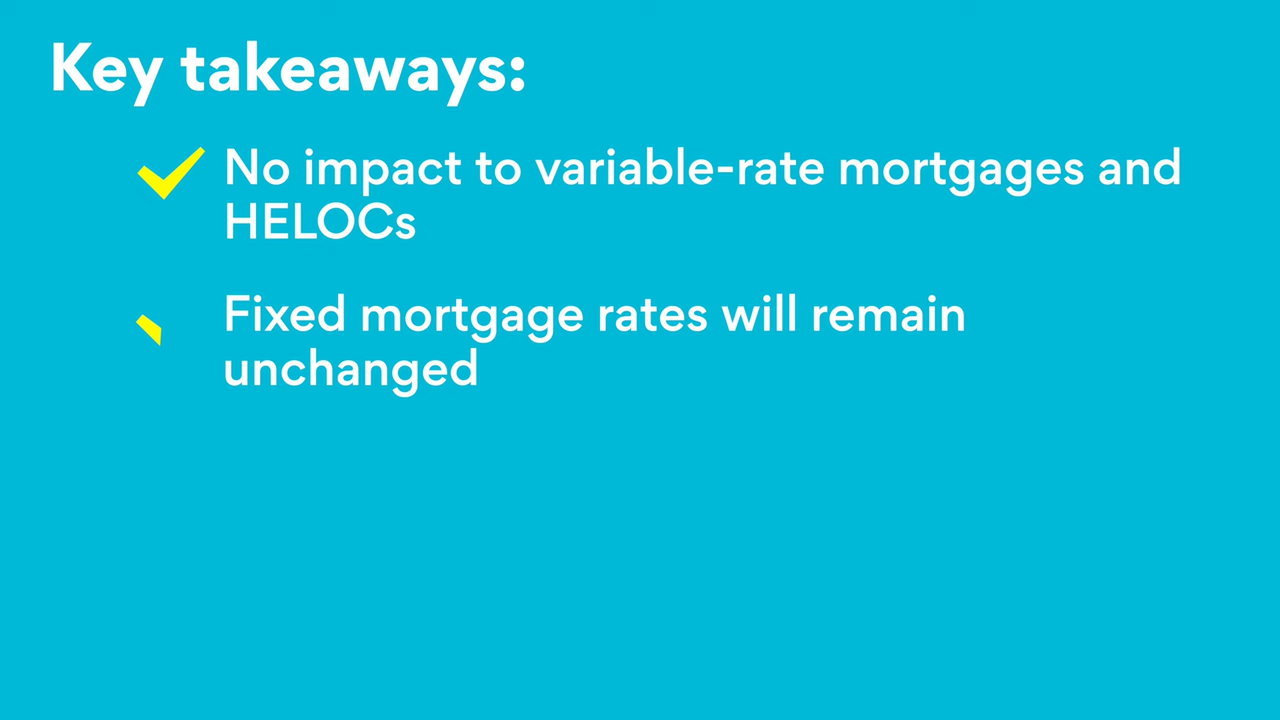 Key takeaways:
No impact to variable-rate mortgages and
HELOCs
Fixed mortgage rates will remain
unchanged